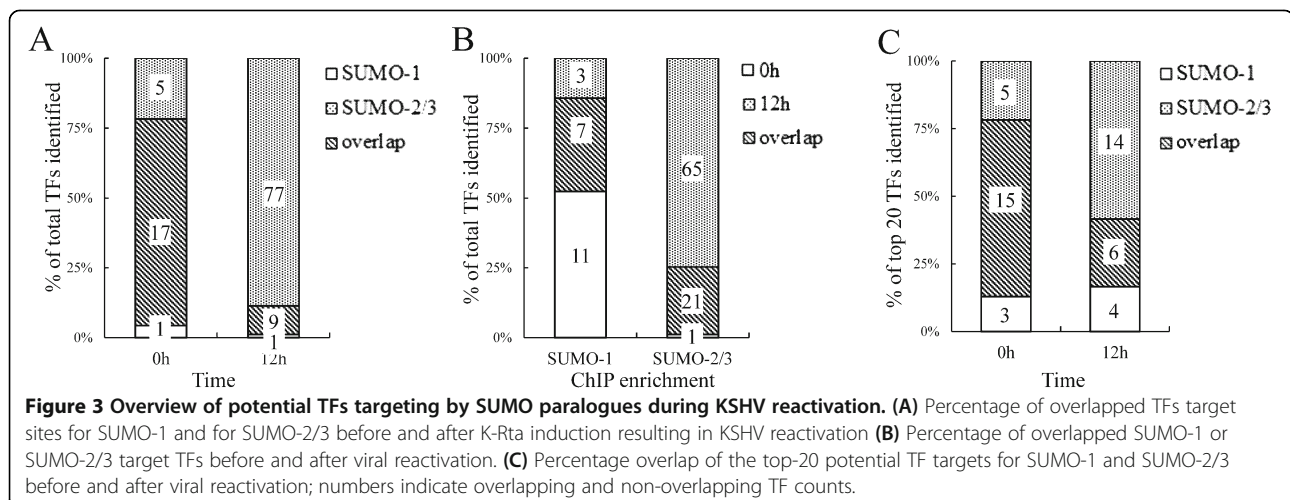 A
% of total TFs identified
100%
75%
50%
25%
0%
5
17
1
77
9
1
0h
12h
Time
SUMO-1
SUMO-2/3
overlap
B
% of total TFs identified
100%
75%
50%
25%
0%
3
7
11
65
21
1
SUMO-1
SUMO-2/3
ChIP enrichment
0h
12h
overlap
C
% of top 20 TFs identified
100%
75%
50%
25%
0%
5
15
3
14
6
4
0h
12h
Time
SUMO-1
SUMO-2/3
overlap
Figure 3 Overview of potential TFs targeting by SUMO paralogues during KSHV reactivation. (A) Percentage of overlapped TFs target
sites for SUMO-1 and for SUMO-2/3 before and after K-Rta induction resulting in KSHV reactivation (B) Percentage of overlapped SUMO-1 or
SUMO-2/3 target TFs before and after viral reactivation. (C) Percentage overlap of the top-20 potential TF targets for SUMO-1 and SUMO-2/3
before and after viral reactivation; numbers indicate overlapping and non-overlapping TF counts.